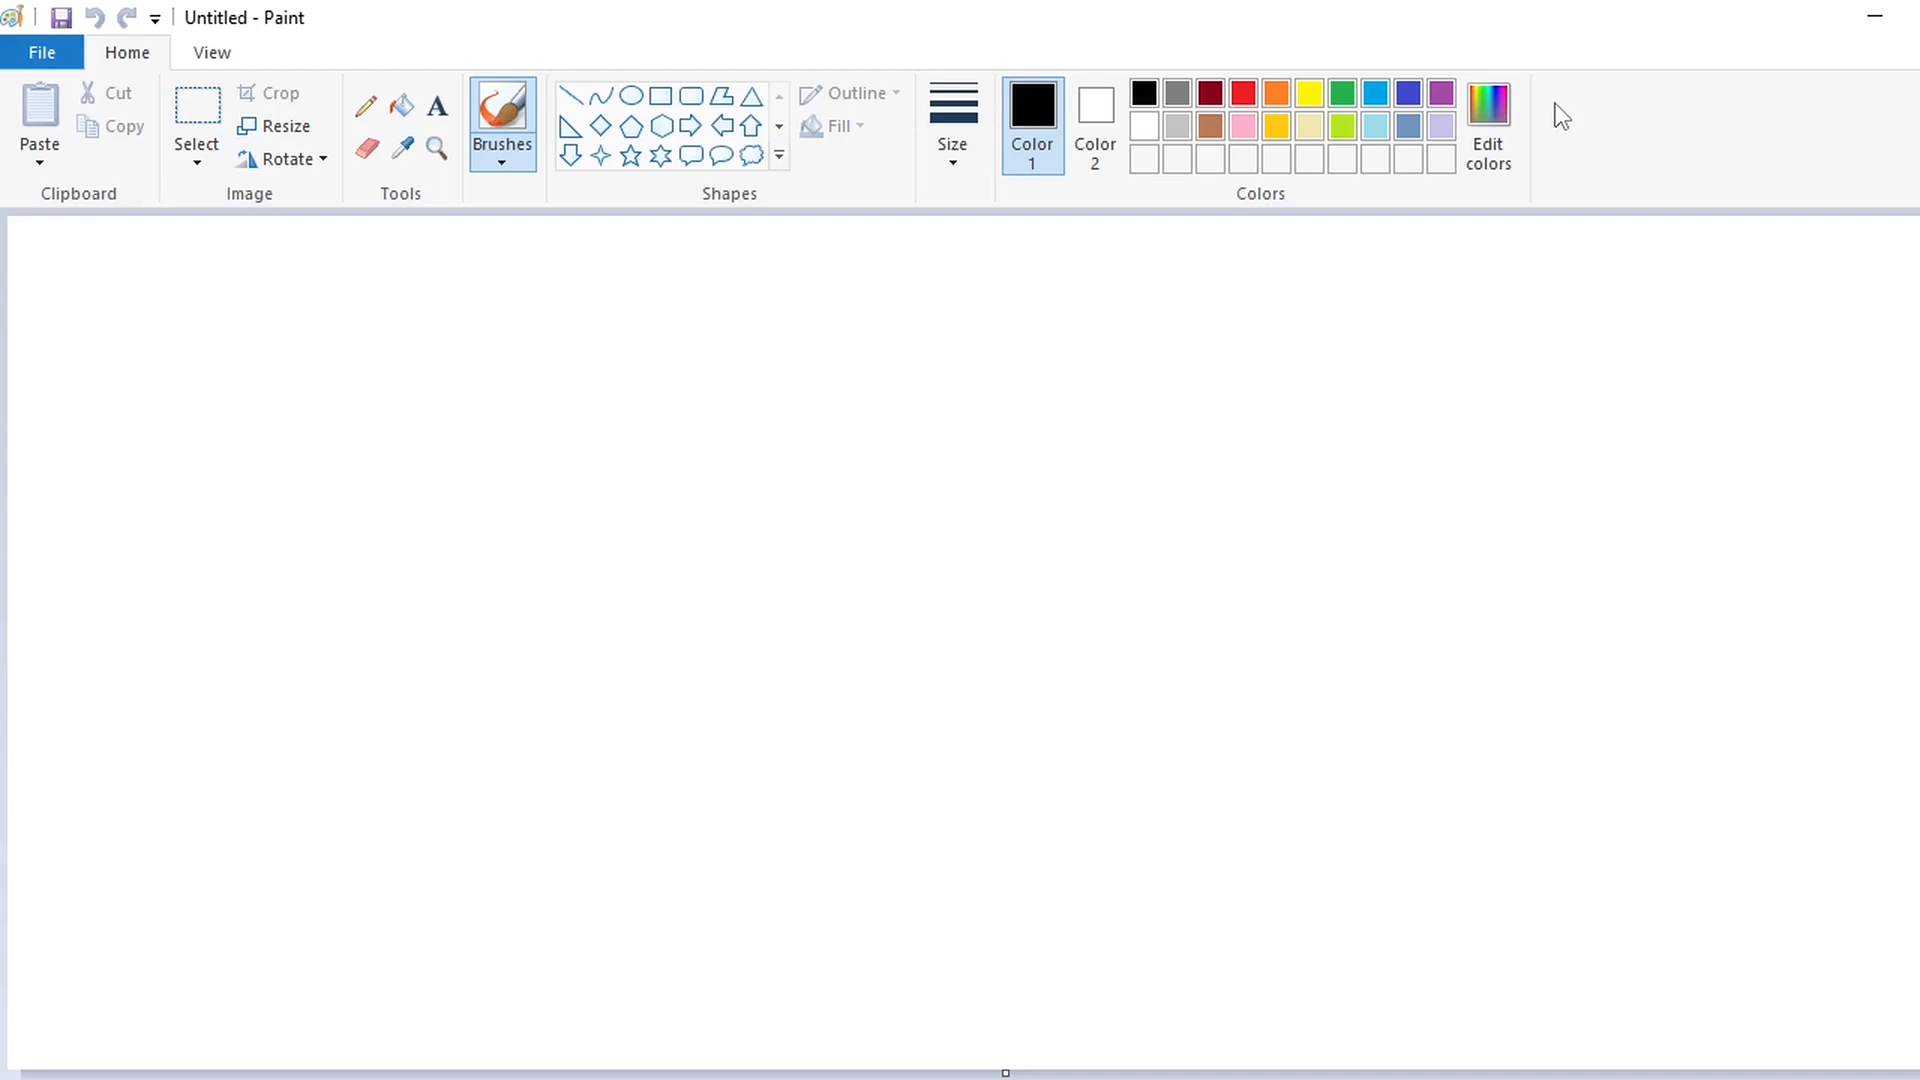 Untitled - Paint
File Home View
Paste
Cut
Copy
Clipboard
Select
Crop
Resize
Rotate
Image
A
Tools
Brushes
Outline
Fill
Shapes
Size
Color
1
Color
2
Edit
colors
Colors